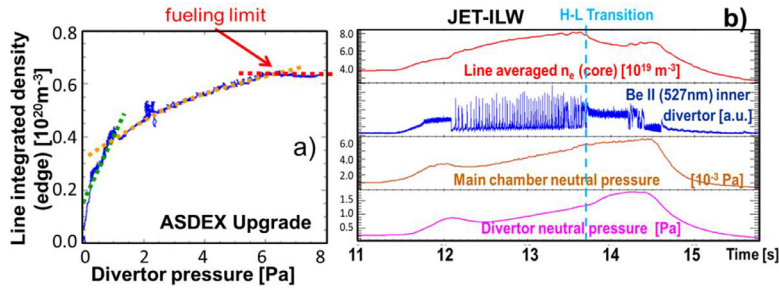 fueling limit
Line integrated density
(edge) [10²⁰m⁻³]
0.8
0.6
0.4
0.2
0.0
a)
ASDEX Upgrade
0 2 4 6 8
Divertor pressure [Pa]
JET-ILW
H-L Transition
b)
8.0
6.0
4.0
Line averaged nₑ (core) [10¹⁹ m⁻³]
Be II (527nm) inner
divertor [a.u.]
6.0
4.0
2.0
Main chamber neutral pressure [10⁻³ Pa]
1.5
1.0
0.5
Divertor neutral pressure [Pa]
11 12 13 14 15 Time [s]